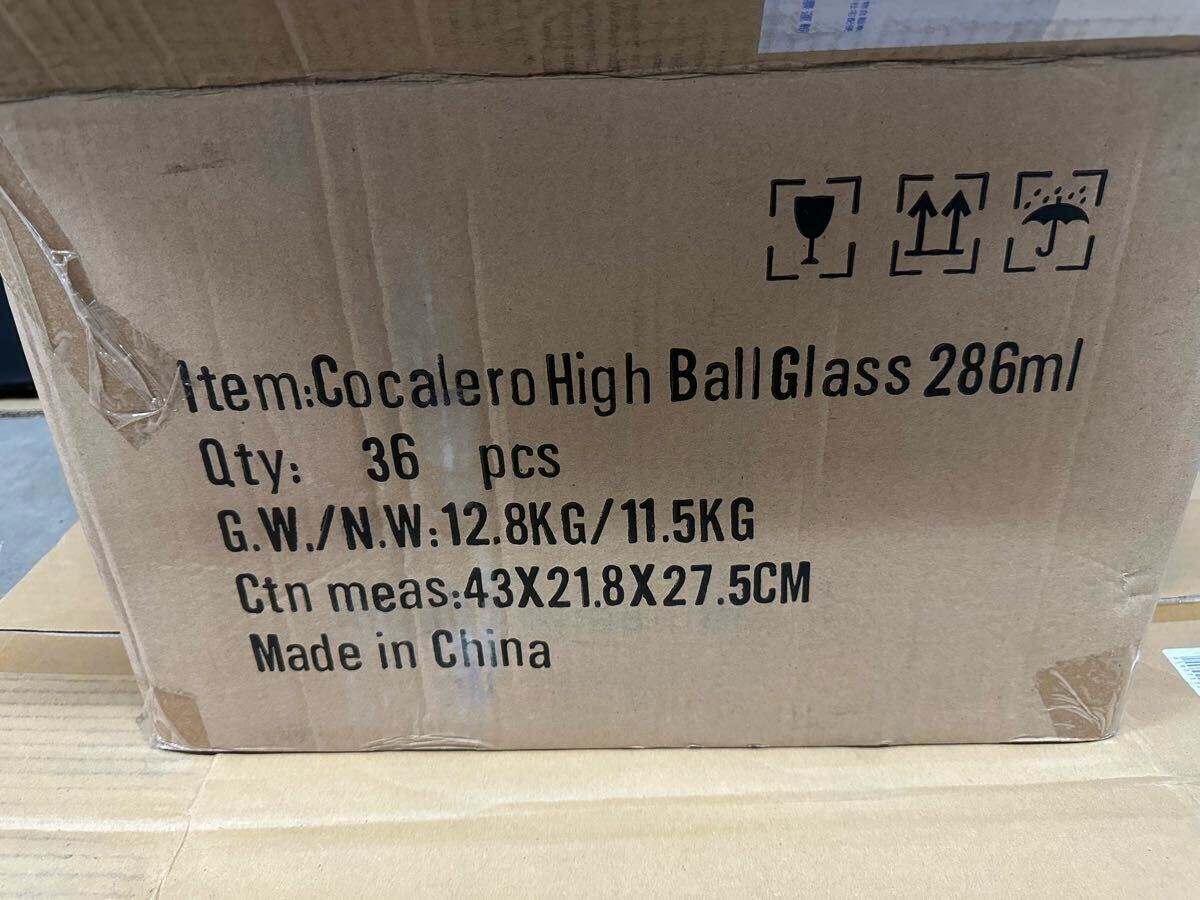 Item:Cocalero High Ball Glass 286ml
Qty: 36 pcs
G.W./N.W:12.8KG/11.5KG
Ctn meas:43X21.8X27.5CM
Made in China